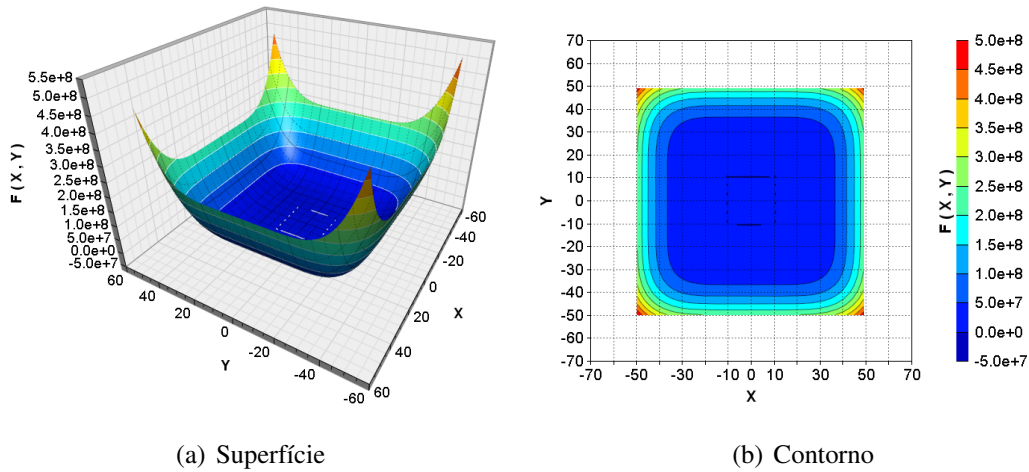 5.5e+8
5.0e+8
4.5e+8
4.0e+8
3.5e+8
3.0e+8
2.5e+8
2.0e+8
1.5e+8
1.0e+8
5.0e+7
0.0e+0
-5.0e+7
F(X,Y)
60
40
20
0
-20
-40
-60
Y
-60
-40
-20
0
20
40
60
X
(a) Superfície
70
60
50
40
30
20
10
0
-10
-20
-30
-40
-50
-60
-70
Y
-70 -50 -30 -10 0 10 30 50 70
X
5.0e+8
4.5e+8
4.0e+8
3.5e+8
3.0e+8
2.5e+8
2.0e+8
1.5e+8
1.0e+8
5.0e+7
0.0e+0
-5.0e+7
F(X,Y)
(b) Contorno